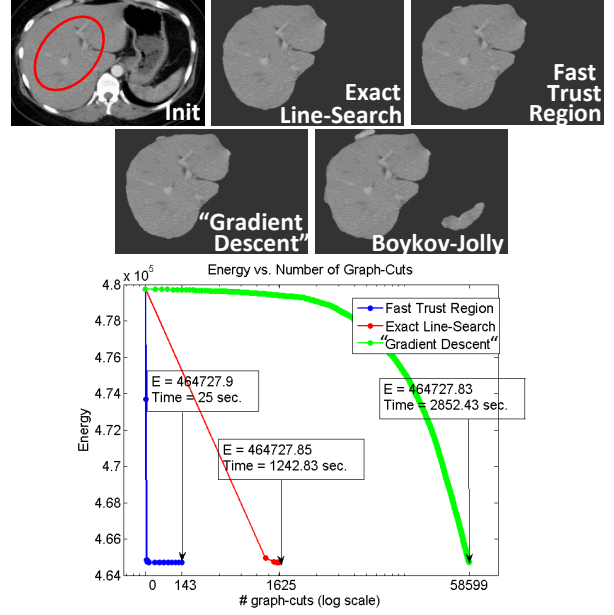 Init
Exact
Line-Search
Fast
Trust
Region
“Gradient
Descent”
Boykov-Jolly
Energy vs. Number of Graph-Cuts
x 10^5
4.8
4.78
4.76
4.74
4.72
4.7
4.68
4.66
4.64
Energy
Fast Trust Region
Exact Line-Search
“Gradient Descent“
E = 464727.9
Time = 25 sec.
E = 464727.85
Time = 1242.83 sec.
E = 464727.83
Time = 2852.43 sec.
0 143 1625 58599
# graph-cuts (log scale)